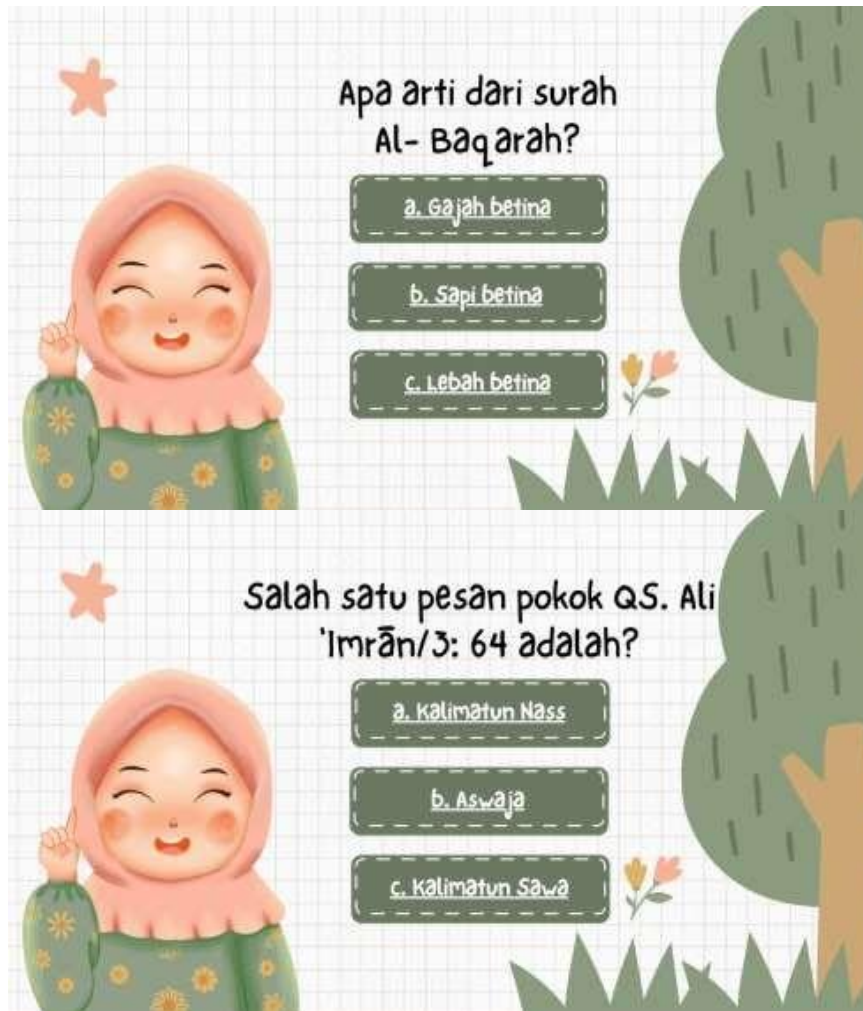 Apa arti dari surah
Al- Baqarah?
a. Gajah betina
b. Sapi betina
c. Lebah betina
Salah satu pesan pokok QS. Ali
'Imrān/3: 64 adalah?
a. Kalimatun Nass
b. Aswaja
c. Kalimatun Sawa